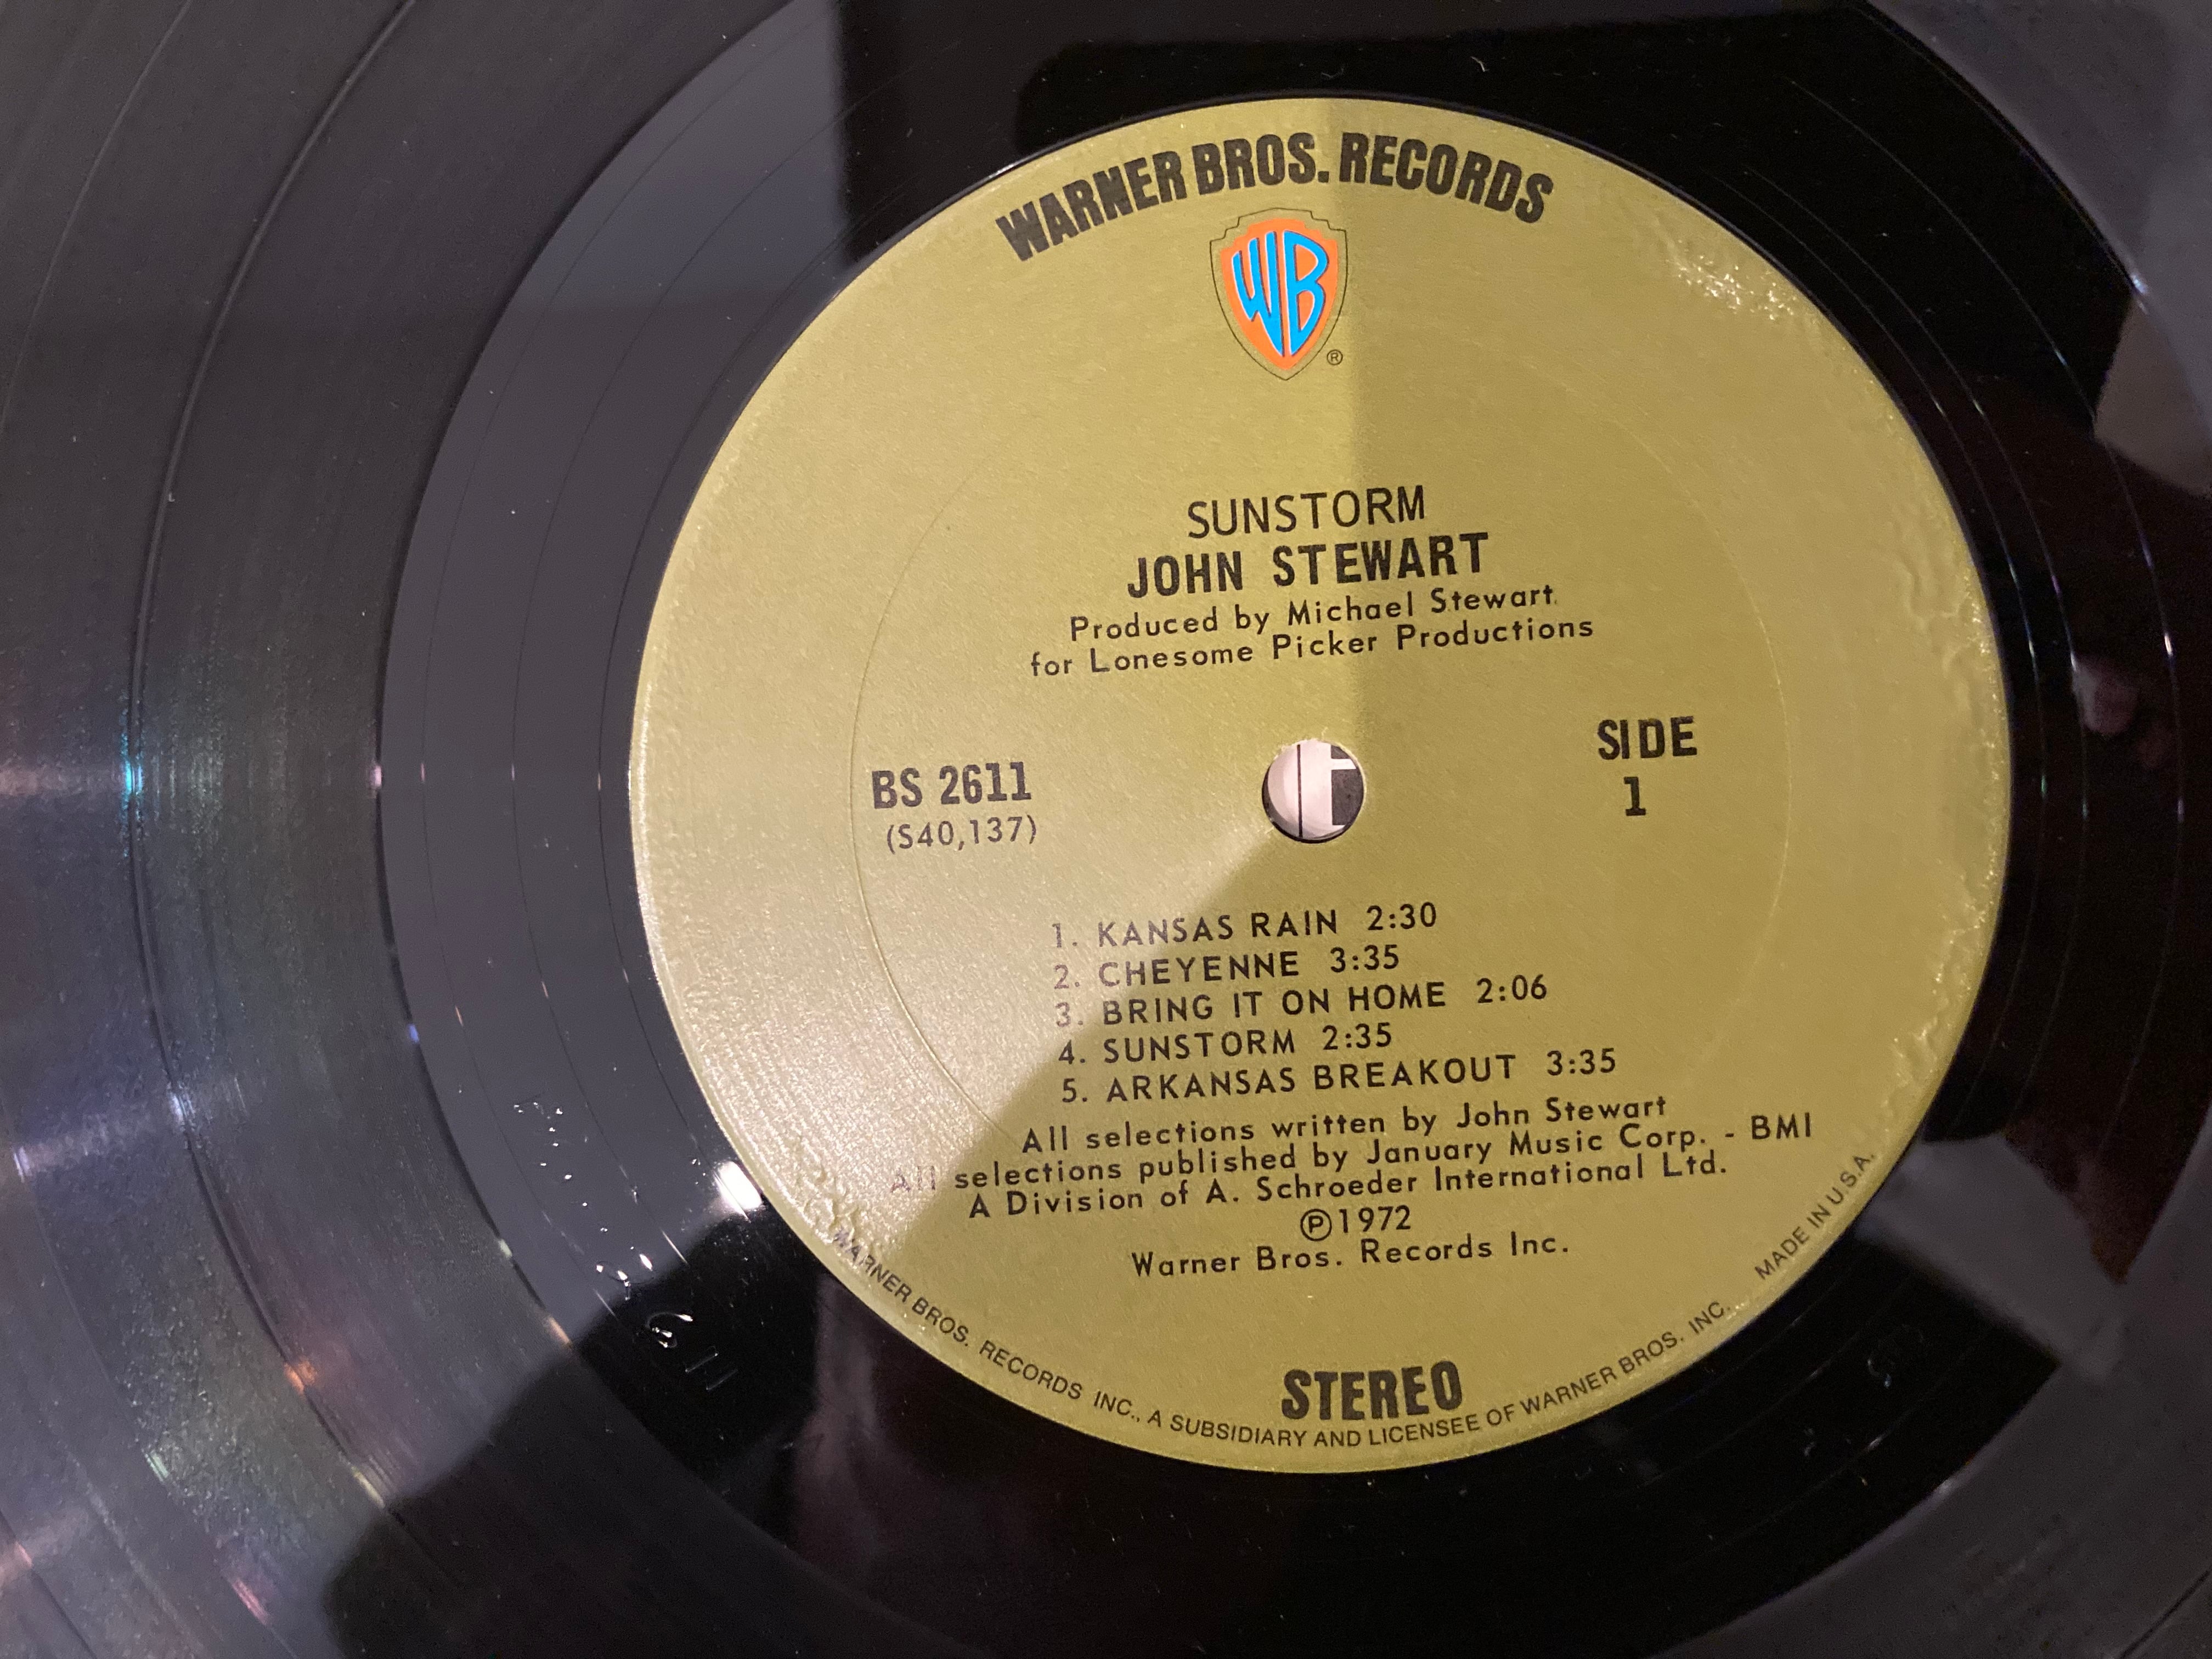 WARNER BROS. RECORDS
WB
®
SUNSTORM
JOHN STEWART
Produced by Michael Stewart
for Lonesome Picker Productions
BS 2611
(S40,137)
SIDE
1
1. KANSAS RAIN 2:30
2. CHEYENNE 3:35
3. BRING IT ON HOME 2:06
4. SUNSTORM 2:35
5. ARKANSAS BREAKOUT 3:35
All selections written by John Stewart
All selections published by January Music Corp. - BMI
A Division of A. Schroeder International Ltd.
℗1972
Warner Bros. Records Inc.
STEREO
WARNER BROS. RECORDS INC., A SUBSIDIARY AND LICENSEE OF WARNER BROS. INC. MADE IN U.S.A.